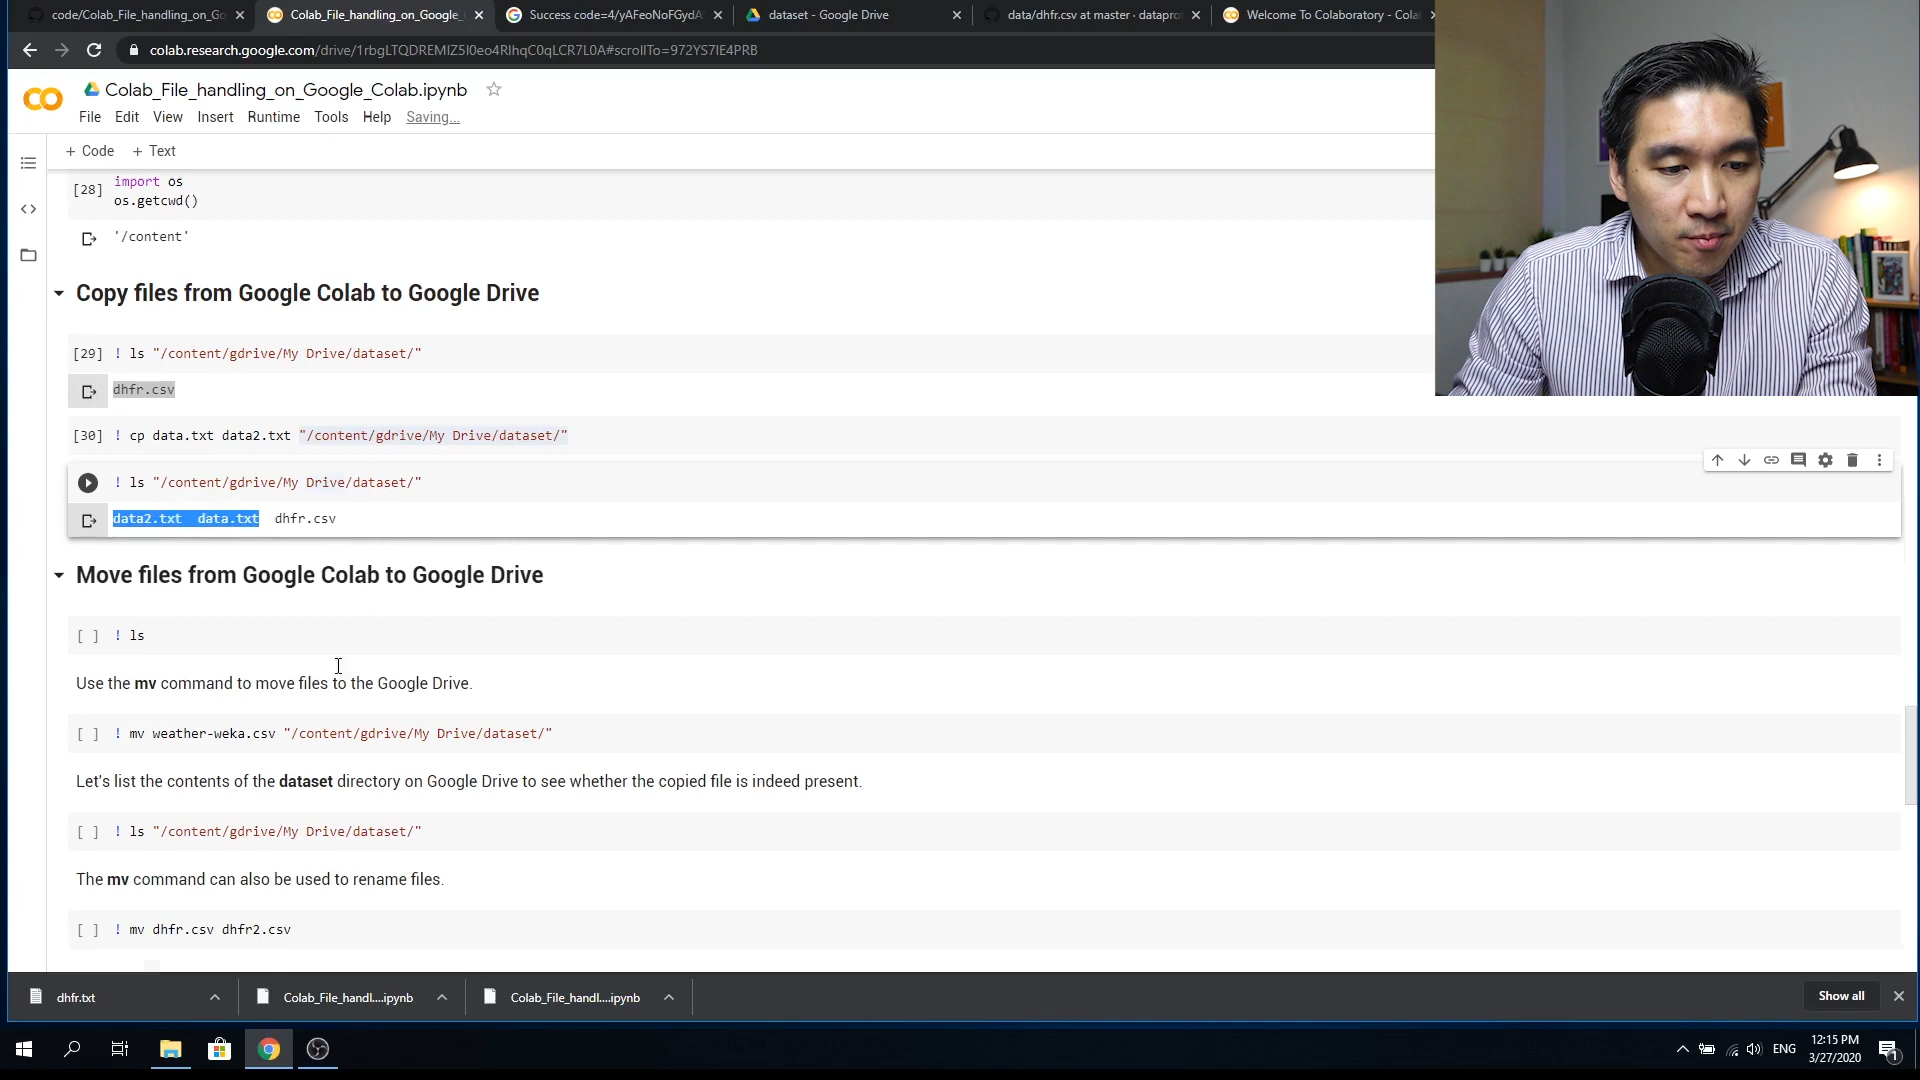 code/Colab_File_handling_on_Go
Colab_File_handling_on_Google_
Success code=4/yAFeoNoFGydA
dataset - Google Drive
data/dhfr.csv at master · datapro
Welcome To Colaboratory - Cola
colab.research.google.com/drive/1rbgLTQDREMIZ5I0eo4RIhqC0qLCR7L0A#scrollTo=972YS7IE4PRB
CO
Colab_File_handling_on_Google_Colab.ipynb
File Edit View Insert Runtime Tools Help Saving...
+ Code + Text
[28] import os
os.getcwd()
'/content'
Copy files from Google Colab to Google Drive
[29] ! ls "/content/gdrive/My Drive/dataset/"
dhfr.csv
[30] ! cp data.txt data2.txt "/content/gdrive/My Drive/dataset/"
! ls "/content/gdrive/My Drive/dataset/"
data2.txt data.txt dhfr.csv
Move files from Google Colab to Google Drive
[ ] ! ls
Use the mv command to move files to the Google Drive.
[ ] ! mv weather-weka.csv "/content/gdrive/My Drive/dataset/"
Let's list the contents of the dataset directory on Google Drive to see whether the copied file is indeed present.
[ ] ! ls "/content/gdrive/My Drive/dataset/"
The mv command can also be used to rename files.
[ ] ! mv dhfr.csv dhfr2.csv
dhfr.txt
Colab_File_handl....ipynb
Colab_File_handl....ipynb
Show all
ENG
12:15 PM
3/27/2020
1